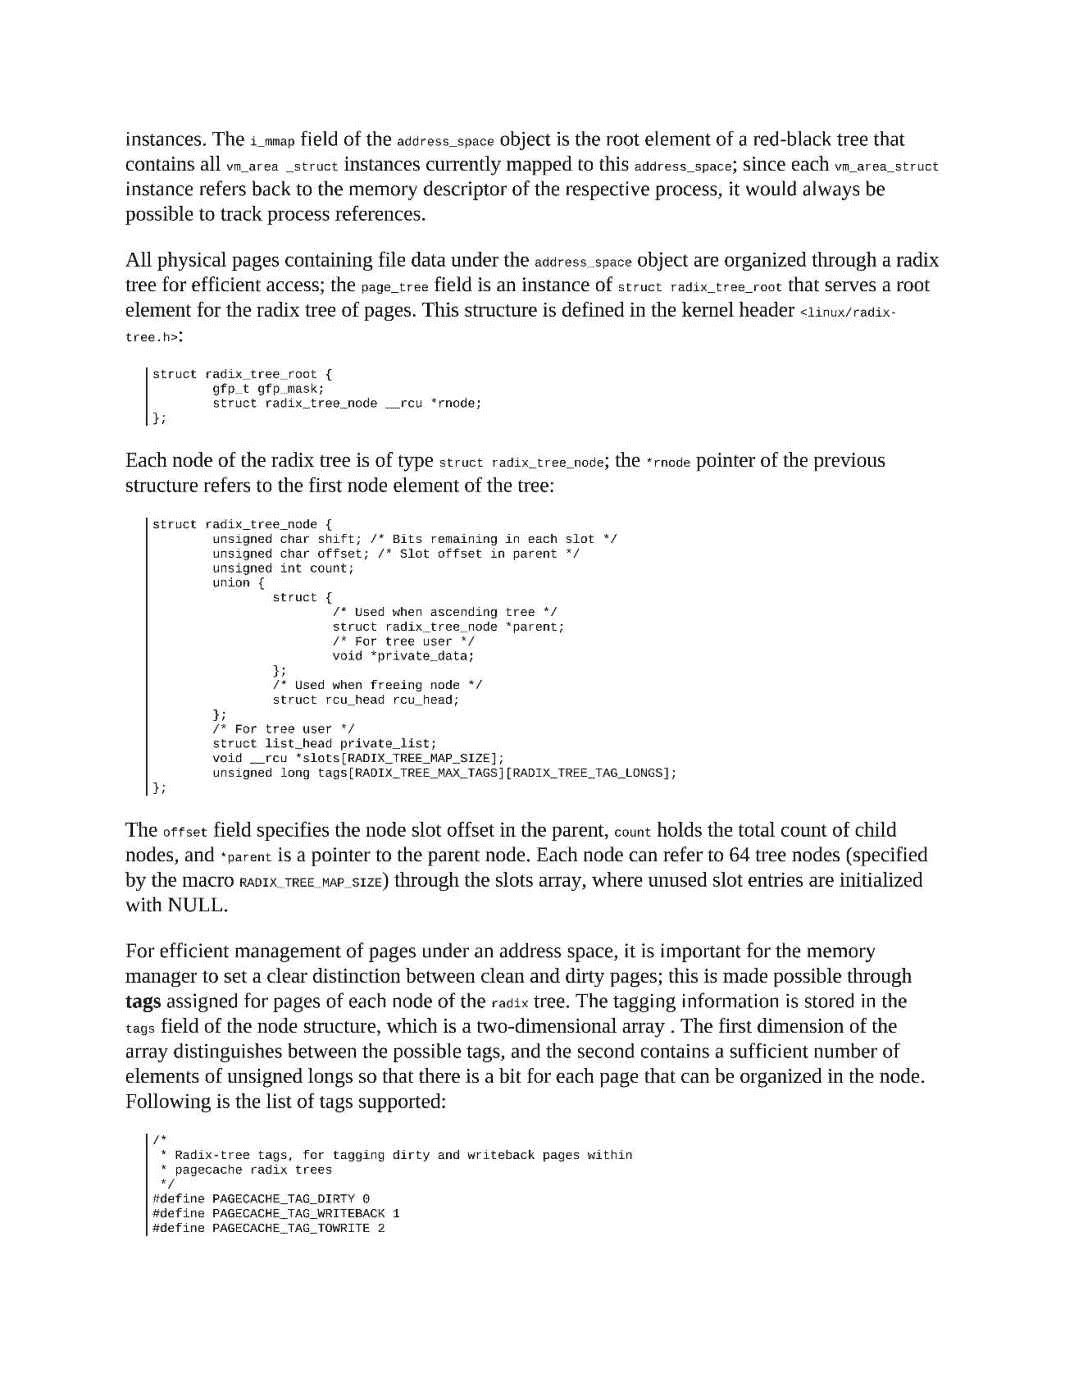 instances. The i_mmap field of the address_space object is the root element of a red-black tree that
contains all vm_area _struct instances currently mapped to this address_space; since each vm_area_struct
instance refers back to the memory descriptor of the respective process, it would always be
possible to track process references.
All physical pages containing file data under the address_space object are organized through a radix
tree for efficient access; the page_tree field is an instance of struct radix_tree_root that serves a root
element for the radix tree of pages. This structure is defined in the kernel header <linux/radix-
tree.h>:
struct radix_tree_root {
        gfp_t gfp_mask;
        struct radix_tree_node __rcu *rnode;
};
Each node of the radix tree is of type struct radix_tree_node; the *rnode pointer of the previous
structure refers to the first node element of the tree:
struct radix_tree_node {
        unsigned char shift; /* Bits remaining in each slot */
        unsigned char offset; /* Slot offset in parent */
        unsigned int count;
        union {
                struct {
                        /* Used when ascending tree */
                        struct radix_tree_node *parent;
                        /* For tree user */
                        void *private_data;
                };
                /* Used when freeing node */
                struct rcu_head rcu_head;
        };
        /* For tree user */
        struct list_head private_list;
        void __rcu *slots[RADIX_TREE_MAP_SIZE];
        unsigned long tags[RADIX_TREE_MAX_TAGS][RADIX_TREE_TAG_LONGS];
};
The offset field specifies the node slot offset in the parent, count holds the total count of child
nodes, and *parent is a pointer to the parent node. Each node can refer to 64 tree nodes (specified
by the macro RADIX_TREE_MAP_SIZE) through the slots array, where unused slot entries are initialized
with NULL.
For efficient management of pages under an address space, it is important for the memory
manager to set a clear distinction between clean and dirty pages; this is made possible through
tags assigned for pages of each node of the radix tree. The tagging information is stored in the
tags field of the node structure, which is a two-dimensional array . The first dimension of the
array distinguishes between the possible tags, and the second contains a sufficient number of
elements of unsigned longs so that there is a bit for each page that can be organized in the node.
Following is the list of tags supported:
/*
 * Radix-tree tags, for tagging dirty and writeback pages within
 * pagecache radix trees
 */
#define PAGECACHE_TAG_DIRTY 0
#define PAGECACHE_TAG_WRITEBACK 1
#define PAGECACHE_TAG_TOWRITE 2